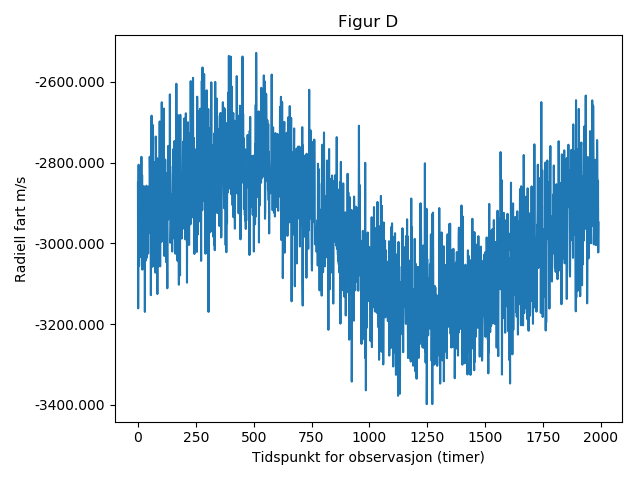 Figur D
Radiell fart m/s
-2600.000
-2800.000
-3000.000
-3200.000
-3400.000
0 250 500 750 1000 1250 1500 1750 2000
Tidspunkt for observasjon (timer)